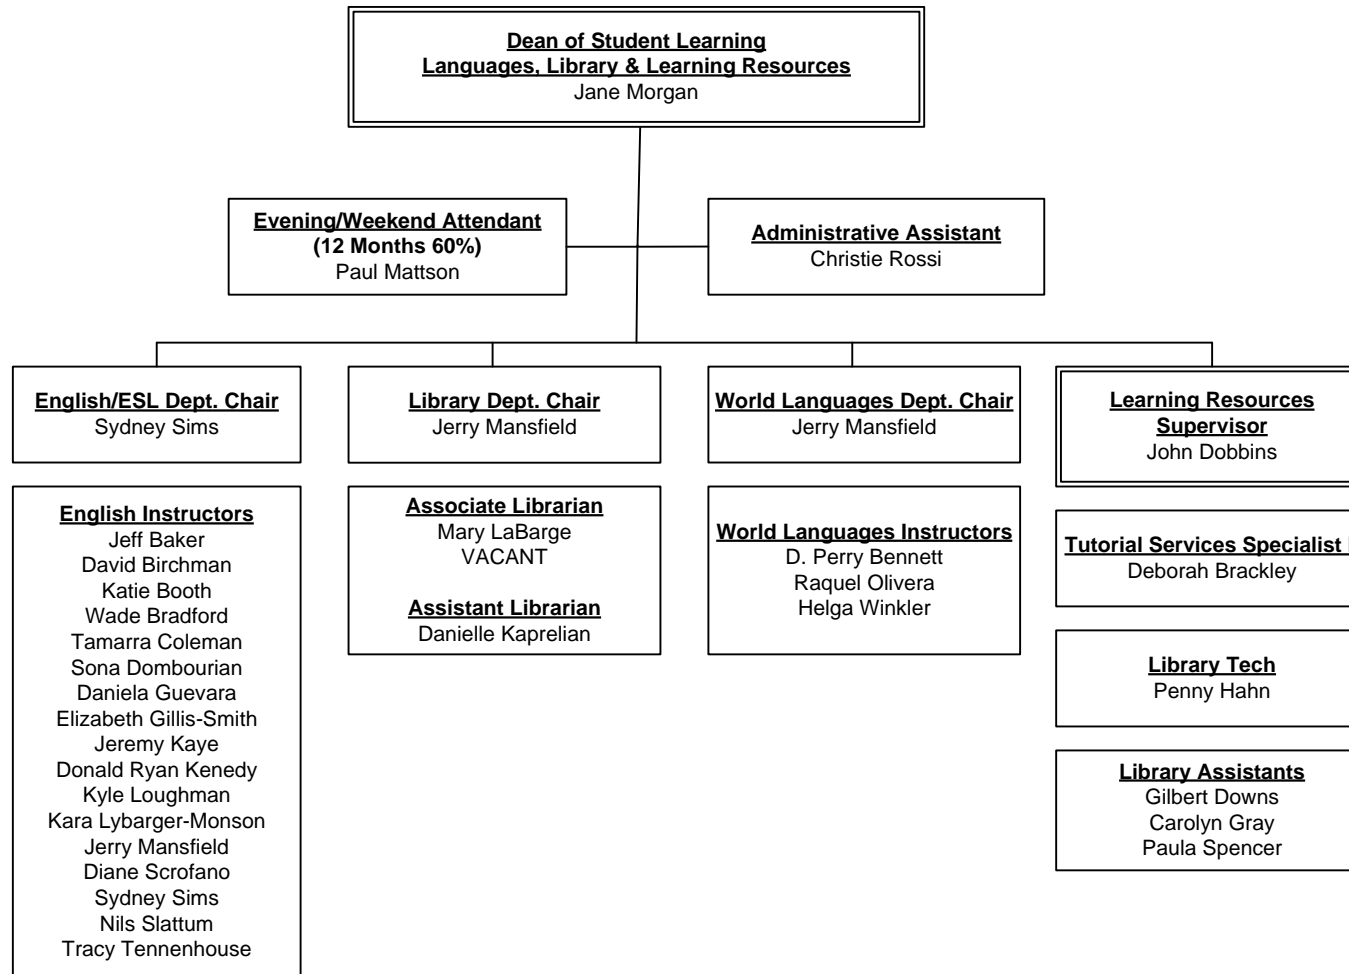 Dean of Student Learning
Languages, Library & Learning Resources
Jane Morgan
Evening/Weekend Attendant
(12 Months 60%)
Paul Mattson
Administrative Assistant
Christie Rossi
English/ESL Dept. Chair
Sydney Sims
Library Dept. Chair
Jerry Mansfield
World Languages Dept. Chair
Jerry Mansfield
Learning Resources
Supervisor
John Dobbins
English Instructors
Jeff Baker
David Birchman
Katie Booth
Wade Bradford
Tamarra Coleman
Sona Dombourian
Daniela Guevara
Elizabeth Gillis-Smith
Jeremy Kaye
Donald Ryan Kenedy
Kyle Loughman
Kara Lybarger-Monson
Jerry Mansfield
Diane Scrofano
Sydney Sims
Nils Slattum
Tracy Tennenhouse
Associate Librarian
Mary LaBarge
VACANT
Assistant Librarian
Danielle Kaprelian
World Languages Instructors
D. Perry Bennett
Raquel Olivera
Helga Winkler
Tutorial Services Specialist
Deborah Brackley
Library Tech
Penny Hahn
Library Assistants
Gilbert Downs
Carolyn Gray
Paula Spencer